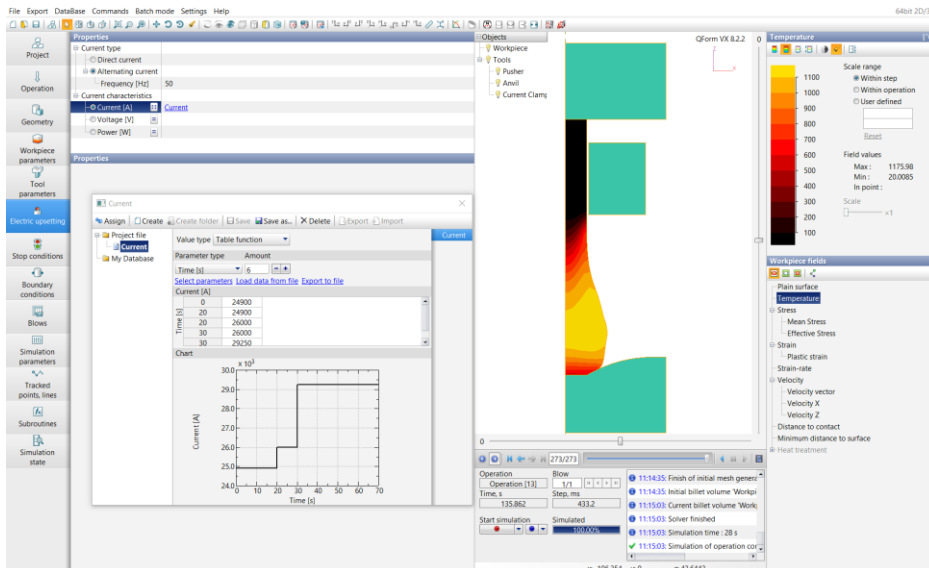 File Export DataBase Commands Batch mode Settings Help
64bit 2D/3
Project
Operation
Geometry
Workpiece
parameters
Tool
parameters
Electric upsetting
Stop conditions
Boundary
conditions
Blows
Simulation
parameters
Tracked
points, lines
Subroutines
Simulation
state
Properties
Current type
Direct current
Alternating current
Frequency [Hz] 50
Current characteristics
Current [A] Current
Voltage [V]
Power [W]
Properties
Current
Assign Create Create folder Save Save as.. Delete Export Import
Project file
Current
My Database
Value type Table function
Parameter type Amount
Time [s] 6
Select parameters Load data from file Export to file
Current [A]
Time [s]
0 24900
20 24900
20 26000
30 26000
30 29250
Chart
x 10³
30.0
29.0
28.0
27.0
26.0
25.0
24.0
Current [A]
0 10 20 30 40 50 60 70
Time [s]
Current
Objects
Workpiece
Tools
Pusher
Anvil
Current Clamp
QForm VX 8.2.2
0
0
273/273
Operation
Operation [13]
Blow
1/1
Time, s
135.862
Step, ms
433.2
Start simulation
Simulated
100.00%
11:14:35: Finish of initial mesh genera
11:14:35: Initial billet volume 'Workpi
11:15:03: Current billet volume 'Work
11:15:03: Solver finished
11:15:03: Simulation time : 28 s
11:15:03: Simulation of operation cor
Temperature
1100
1000
900
800
700
600
500
400
300
200
100
Scale range
Within step
Within operation
User defined
Reset
Field values
Max : 1175.98
Min : 20.0085
In point :
Scale
×1
Workpiece fields
Plain surface
Temperature
Stress
Mean Stress
Effective Stress
Strain
Plastic strain
Strain-rate
Velocity
Velocity vector
Velocity X
Velocity Z
Distance to contact
Minimum distance to surface
Heat treatment